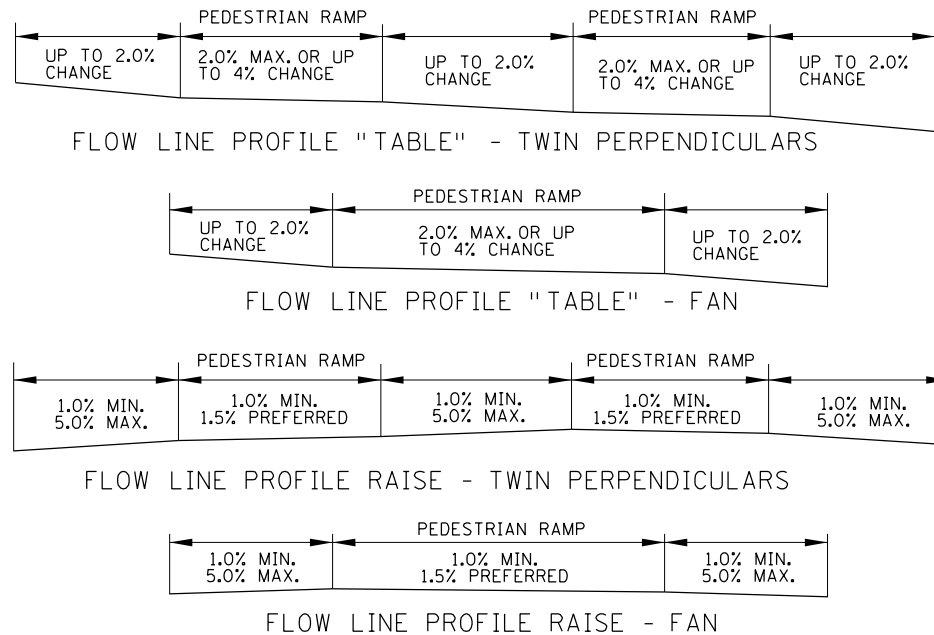 PEDESTRIAN RAMP PEDESTRIAN RAMP
UP TO 2.0% CHANGE
2.0% MAX. OR UP TO 4% CHANGE
UP TO 2.0% CHANGE
2.0% MAX. OR UP TO 4% CHANGE
UP TO 2.0% CHANGE
FLOW LINE PROFILE "TABLE" - TWIN PERPENDICULARS
PEDESTRIAN RAMP
UP TO 2.0% CHANGE
2.0% MAX. OR UP TO 4% CHANGE
UP TO 2.0% CHANGE
FLOW LINE PROFILE "TABLE" - FAN
PEDESTRIAN RAMP PEDESTRIAN RAMP
1.0% MIN. 5.0% MAX.
1.0% MIN. 1.5% PREFERRED
1.0% MIN. 5.0% MAX.
1.0% MIN. 1.5% PREFERRED
1.0% MIN. 5.0% MAX.
FLOW LINE PROFILE RAISE - TWIN PERPENDICULARS
PEDESTRIAN RAMP
1.0% MIN. 5.0% MAX.
1.0% MIN. 1.5% PREFERRED
1.0% MIN. 5.0% MAX.
FLOW LINE PROFILE RAISE - FAN